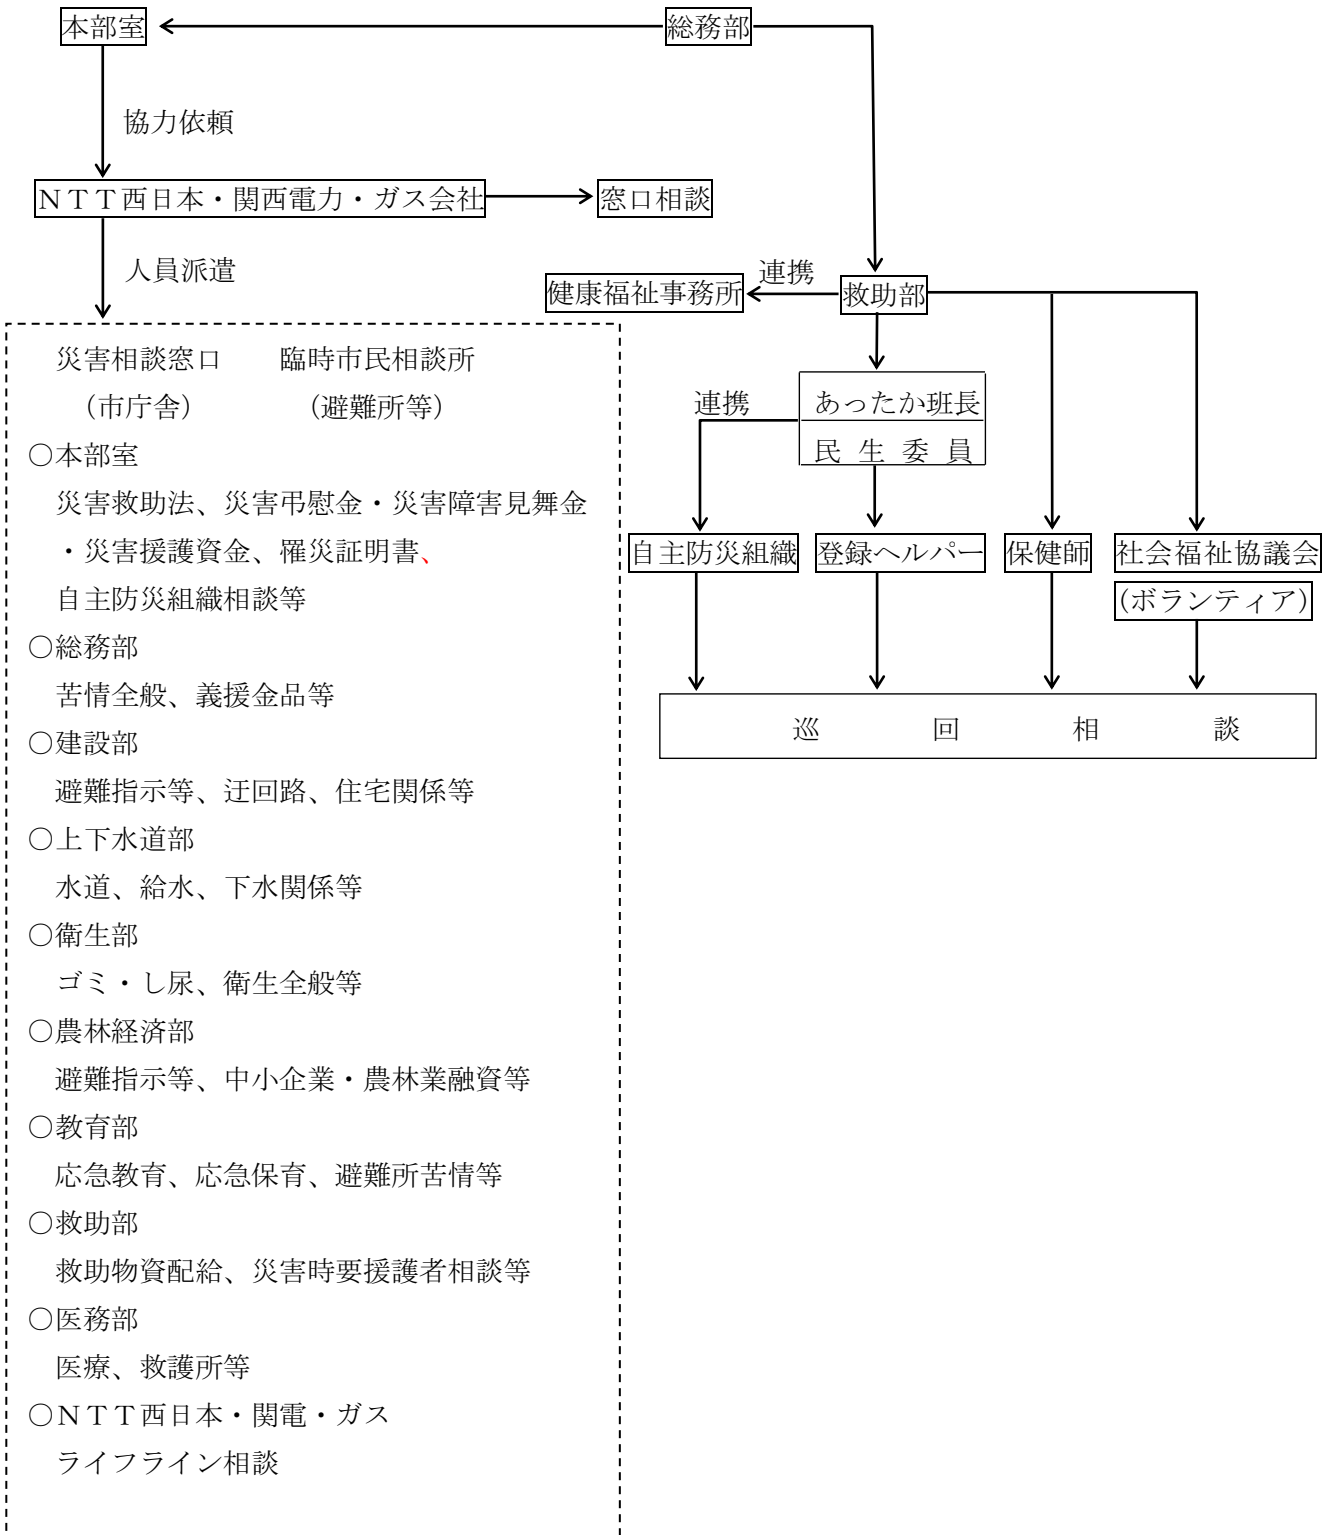 本部室
総務部
協力依頼
NTT西日本・関西電力・ガス会社
窓口相談
人員派遣
連携
健康福祉事務所
救助部
災害相談窓口 臨時市民相談所
(市庁舎) (避難所等)
○本部室
災害救助法、災害弔慰金・災害障害見舞金
・災害援護資金、罹災証明書、
自主防災組織相談等
○総務部
苦情全般、義援金品等
○建設部
避難指示等、迂回路、住宅関係等
○上下水道部
水道、給水、下水関係等
○衛生部
ゴミ・し尿、衛生全般等
○農林経済部
避難指示等、中小企業・農林業融資等
○教育部
応急教育、応急保育、避難所苦情等
○救助部
救助物資配給、災害時要援護者相談等
○医務部
医療、救護所等
○NTT西日本・関電・ガス
ライフライン相談
連携
あったか班長
民生委員
自主防災組織
登録ヘルパー
保健師
社会福祉協議会
(ボランティア)
巡回相談